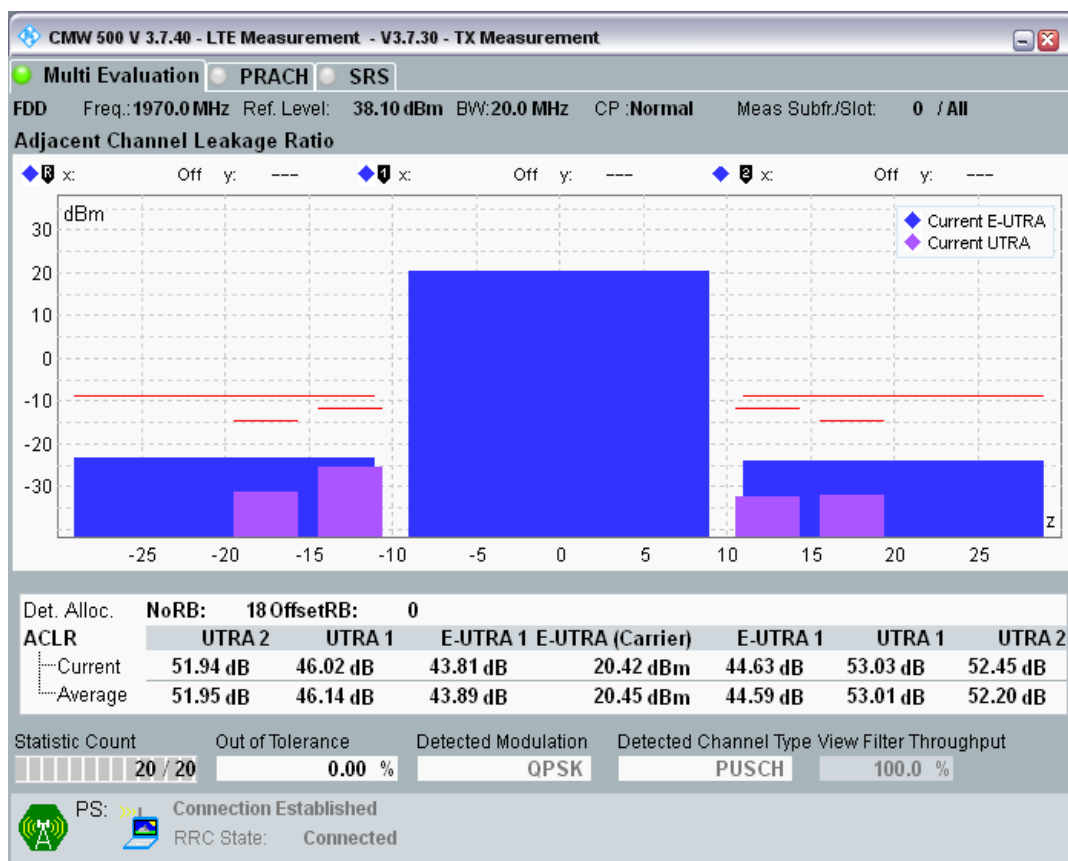 CMW 500 V 3.7.40 - LTE Measurement - V3.7.30 - TX Measurement
Multi Evaluation PRACH SRS
FDD Freq.: 1970.0 MHz Ref. Level: 38.10 dBm BW: 20.0 MHz CP : Normal Meas Subfr./Slot: 0 / All
Adjacent Channel Leakage Ratio
R x: Off y: --- 1 x: Off y: --- 2 x: Off y: ---
dBm
Current E-UTRA
Current UTRA
30
20
10
0
-10
-20
-30
z
-25 -20 -15 -10 -5 0 5 10 15 20 25
Det. Alloc. NoRB: 18 OffsetRB: 0
ACLR UTRA 2 UTRA 1 E-UTRA 1 E-UTRA (Carrier) E-UTRA 1 UTRA 1 UTRA 2
Current 51.94 dB 46.02 dB 43.81 dB 20.42 dBm 44.63 dB 53.03 dB 52.45 dB
Average 51.95 dB 46.14 dB 43.89 dB 20.45 dBm 44.59 dB 53.01 dB 52.20 dB
Statistic Count Out of Tolerance Detected Modulation Detected Channel Type View Filter Throughput
20 / 20 0.00 % QPSK PUSCH 100.0 %
PS: Connection Established
RRC State: Connected